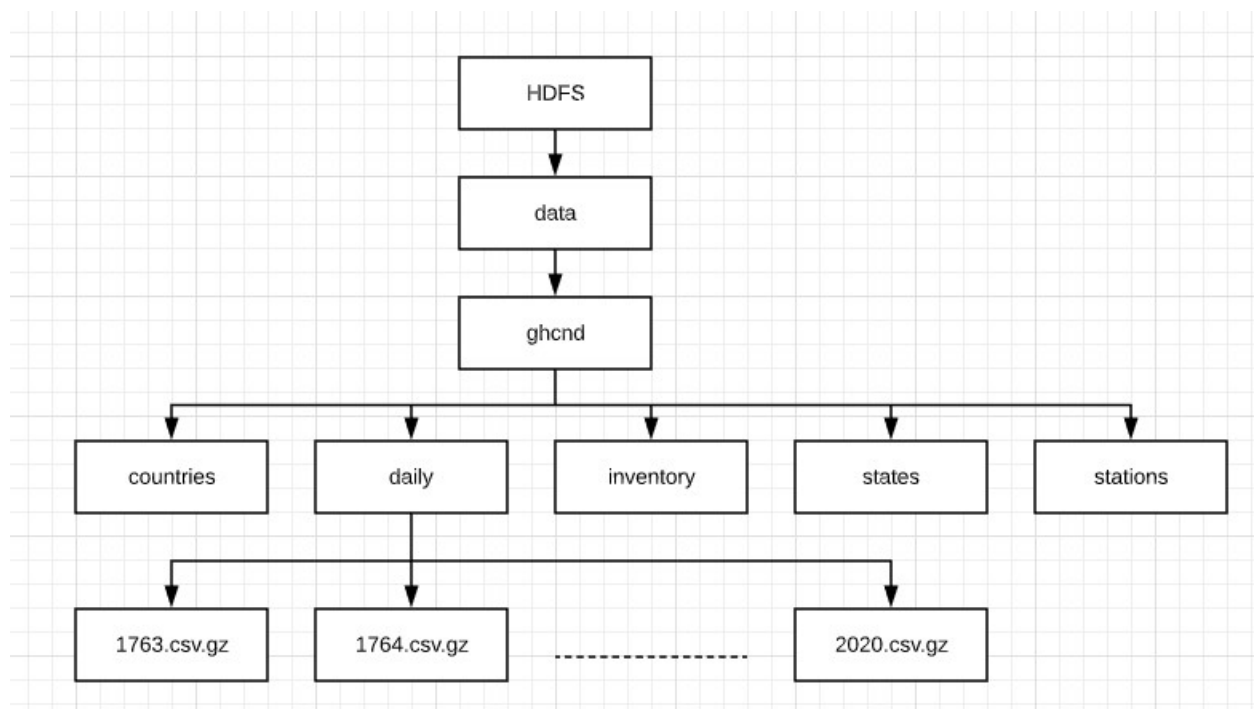 HDFS
data
ghcnd
countries
daily
inventory
states
stations
1763.csv.gz
1764.csv.gz
2020.csv.gz